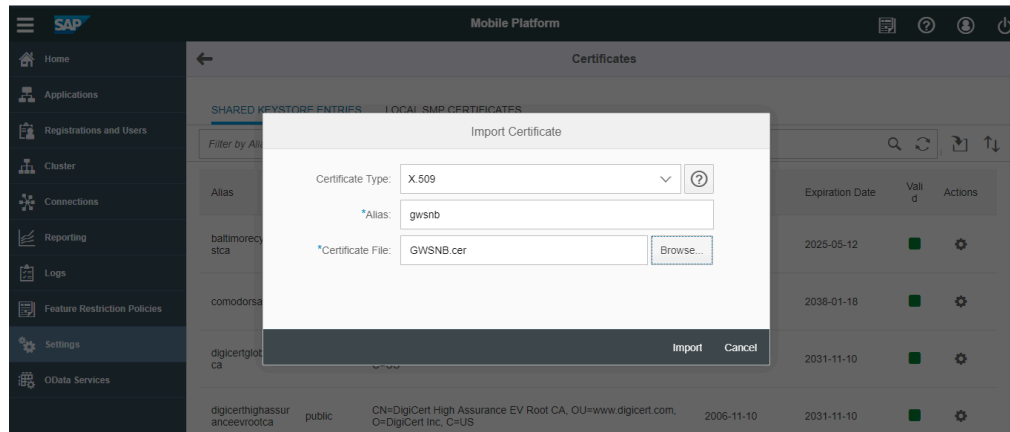 SAP
Mobile Platform
Home
Applications
Registrations and Users
Cluster
Connections
Reporting
Logs
Feature Restriction Policies
Settings
OData Services
Certificates
SHARED KEYSTORE ENTRIES LOCAL SMP CERTIFICATES
Filter by
Import Certificate
Certificate Type: X.509
*Alias: gwsnb
*Certificate File: GWSNB.cer Browse...
Import Cancel
Alias Expiration Date Vali
d Actions
baltimorecy
stca 2025-05-12
comodorsa 2038-01-18
digicertglob
ca 2031-11-10
digicerthighassur
anceevrootca public CN=DigiCert High Assurance EV Root CA, OU=www.digicert.com,
O=DigiCert Inc, C=US 2006-11-10 2031-11-10